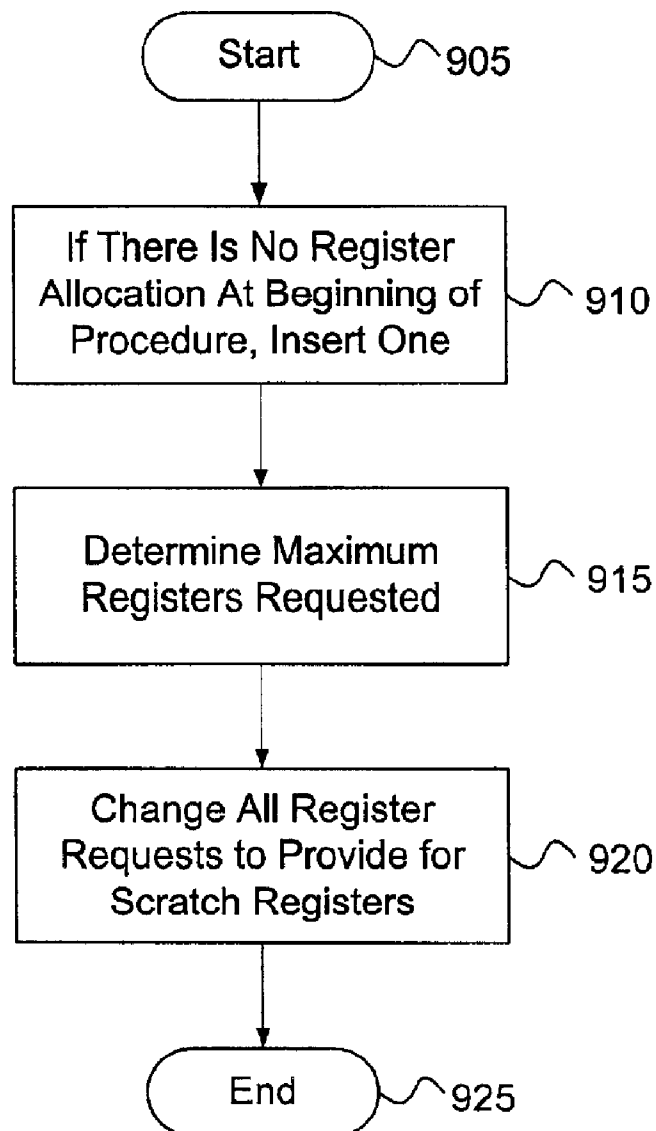 Start
905
If There Is No Register
Allocation At Beginning of
Procedure, Insert One
910
Determine Maximum
Registers Requested
915
Change All Register
Requests to Provide for
Scratch Registers
920
End
925